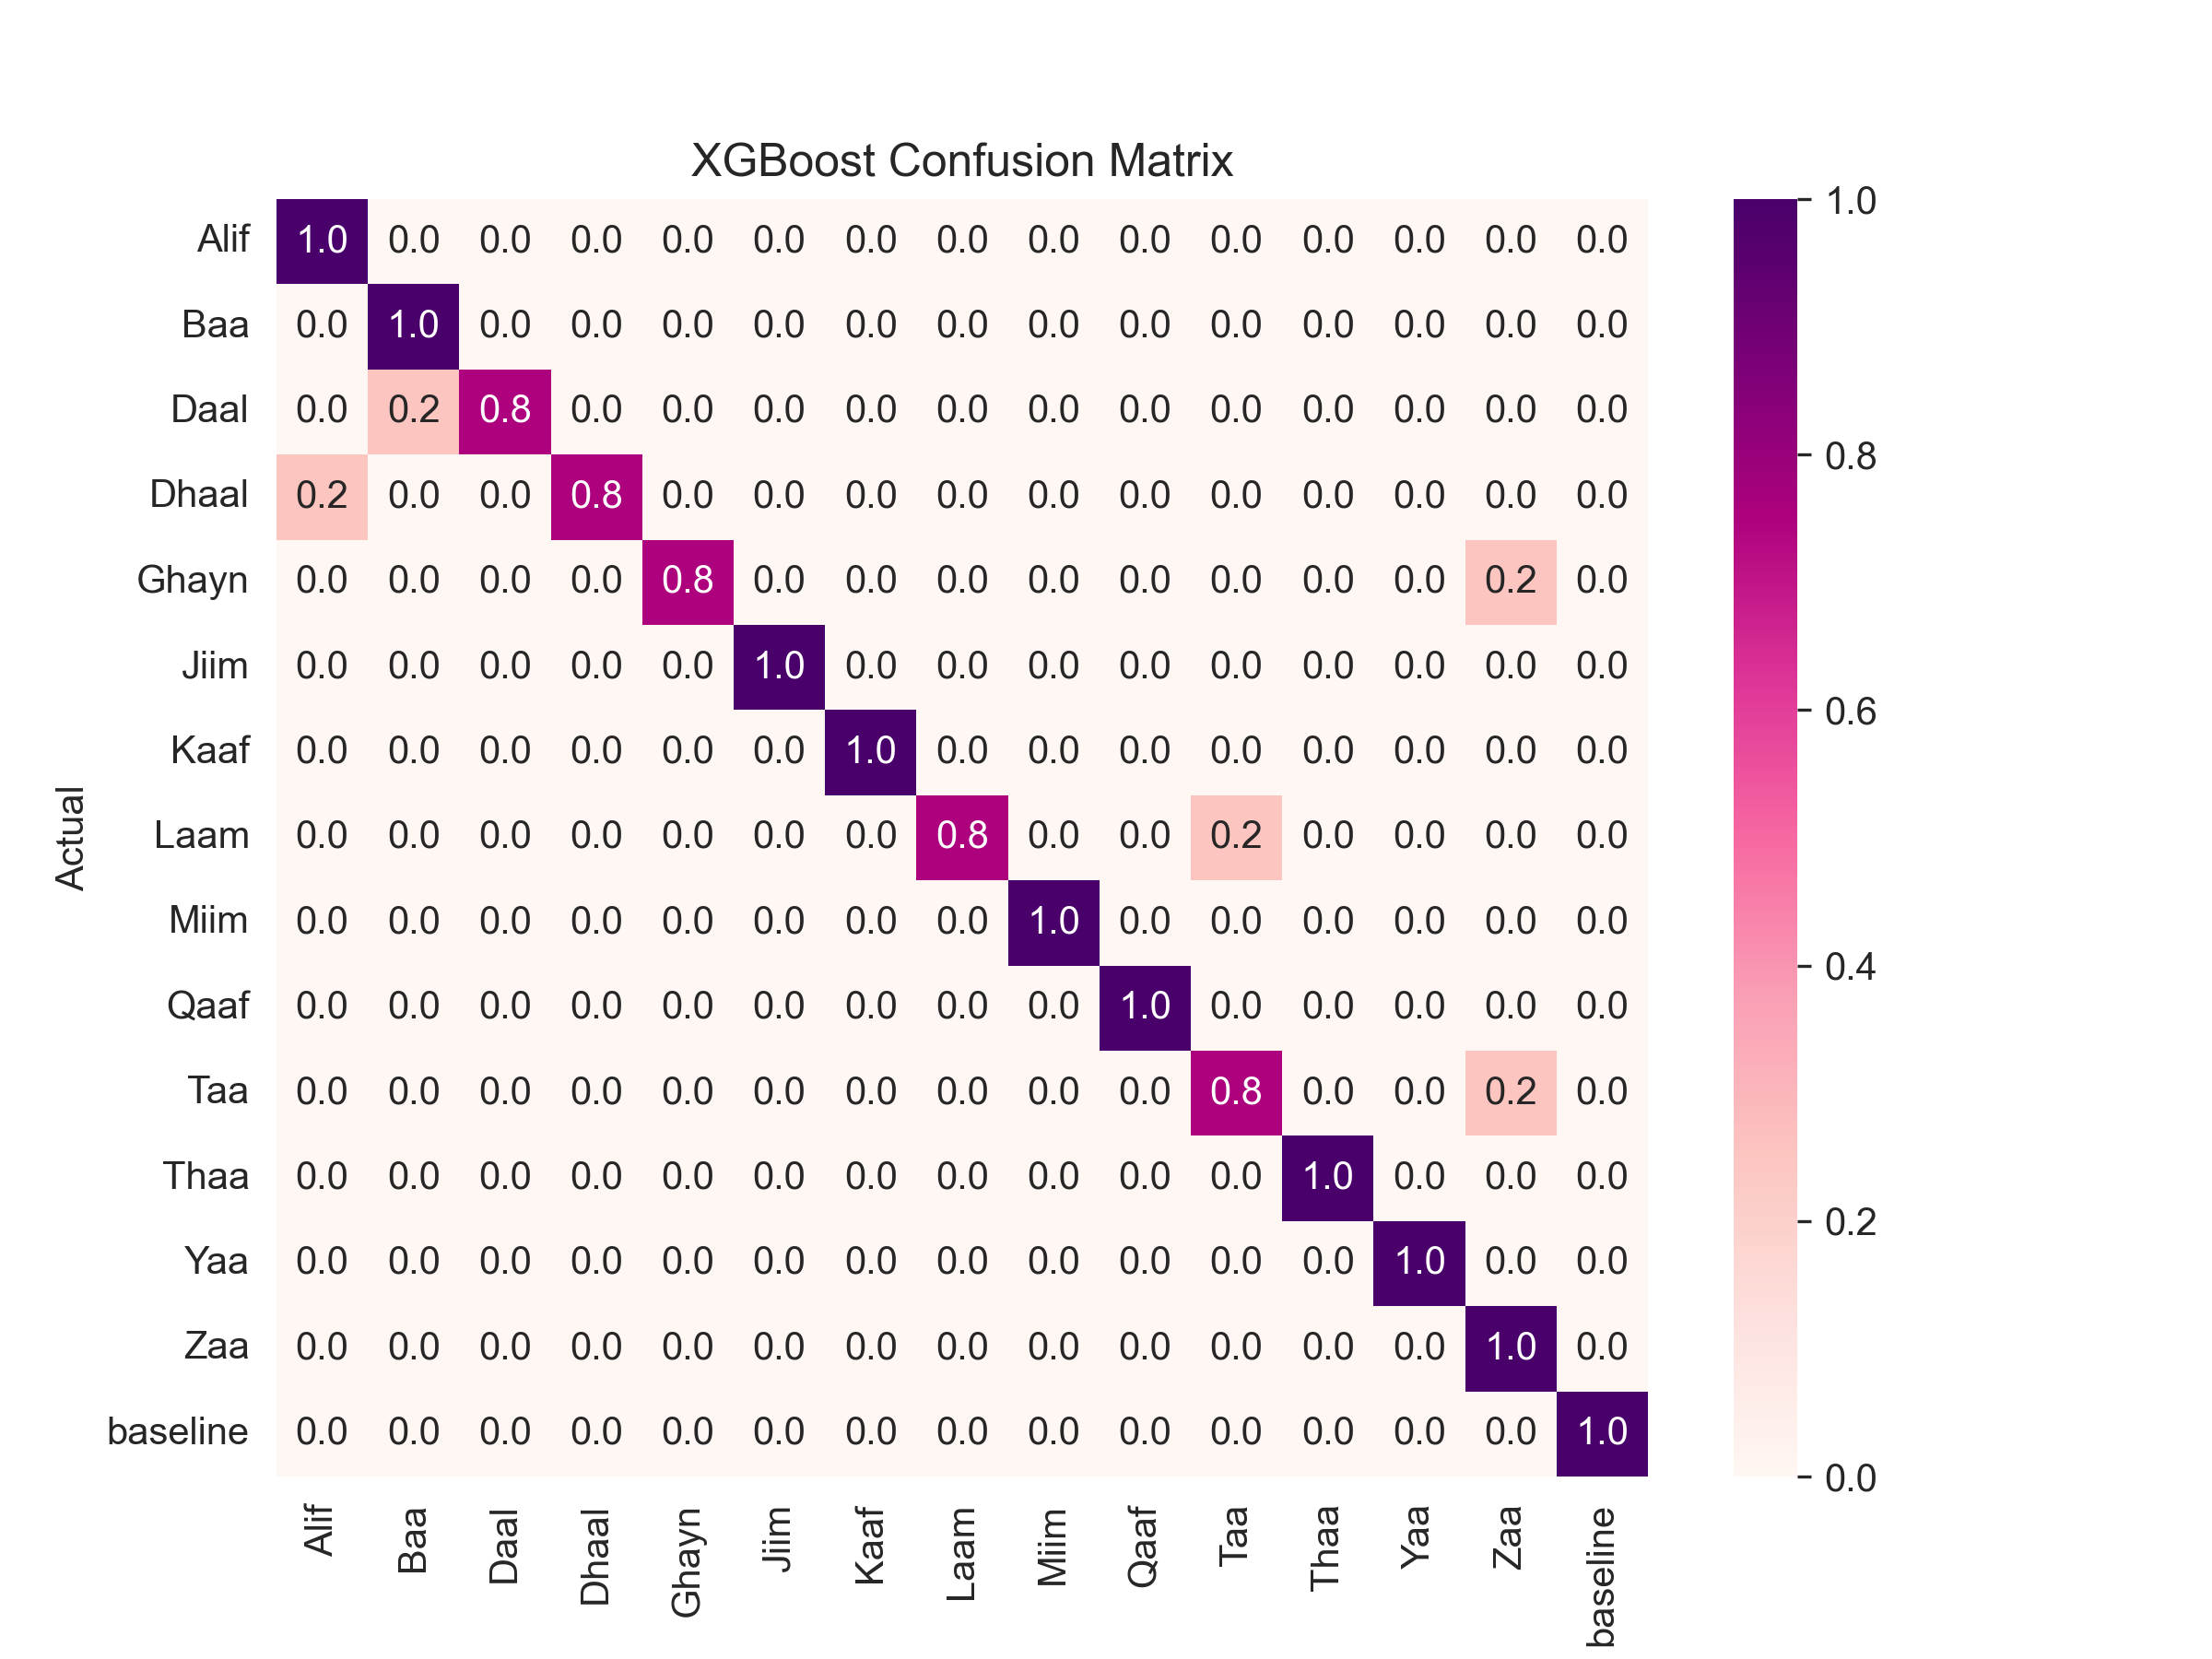 XGBoost Confusion Matrix
Alif 1.0 0.0 0.0 0.0 0.0 0.0 0.0 0.0 0.0 0.0 0.0 0.0 0.0 0.0 0.0
Baa 0.0 1.0 0.0 0.0 0.0 0.0 0.0 0.0 0.0 0.0 0.0 0.0 0.0 0.0 0.0
Daal 0.0 0.2 0.8 0.0 0.0 0.0 0.0 0.0 0.0 0.0 0.0 0.0 0.0 0.0 0.0
Dhaal 0.2 0.0 0.0 0.8 0.0 0.0 0.0 0.0 0.0 0.0 0.0 0.0 0.0 0.0 0.0
Ghayn 0.0 0.0 0.0 0.0 0.8 0.0 0.0 0.0 0.0 0.0 0.0 0.0 0.0 0.2 0.0
Jiim 0.0 0.0 0.0 0.0 0.0 1.0 0.0 0.0 0.0 0.0 0.0 0.0 0.0 0.0 0.0
Kaaf 0.0 0.0 0.0 0.0 0.0 0.0 1.0 0.0 0.0 0.0 0.0 0.0 0.0 0.0 0.0
Laam 0.0 0.0 0.0 0.0 0.0 0.0 0.0 0.8 0.0 0.0 0.2 0.0 0.0 0.0 0.0
Miim 0.0 0.0 0.0 0.0 0.0 0.0 0.0 0.0 1.0 0.0 0.0 0.0 0.0 0.0 0.0
Qaaf 0.0 0.0 0.0 0.0 0.0 0.0 0.0 0.0 0.0 1.0 0.0 0.0 0.0 0.0 0.0
Taa 0.0 0.0 0.0 0.0 0.0 0.0 0.0 0.0 0.0 0.0 0.8 0.0 0.0 0.2 0.0
Thaa 0.0 0.0 0.0 0.0 0.0 0.0 0.0 0.0 0.0 0.0 0.0 1.0 0.0 0.0 0.0
Yaa 0.0 0.0 0.0 0.0 0.0 0.0 0.0 0.0 0.0 0.0 0.0 0.0 1.0 0.0 0.0
Zaa 0.0 0.0 0.0 0.0 0.0 0.0 0.0 0.0 0.0 0.0 0.0 0.0 0.0 1.0 0.0
baseline 0.0 0.0 0.0 0.0 0.0 0.0 0.0 0.0 0.0 0.0 0.0 0.0 0.0 0.0 1.0
Alif Baa Daal Dhaal Ghayn Jiim Kaaf Laam Miim Qaaf Taa Thaa Yaa Zaa baseline
Actual
1.0
0.8
0.6
0.4
0.2
0.0